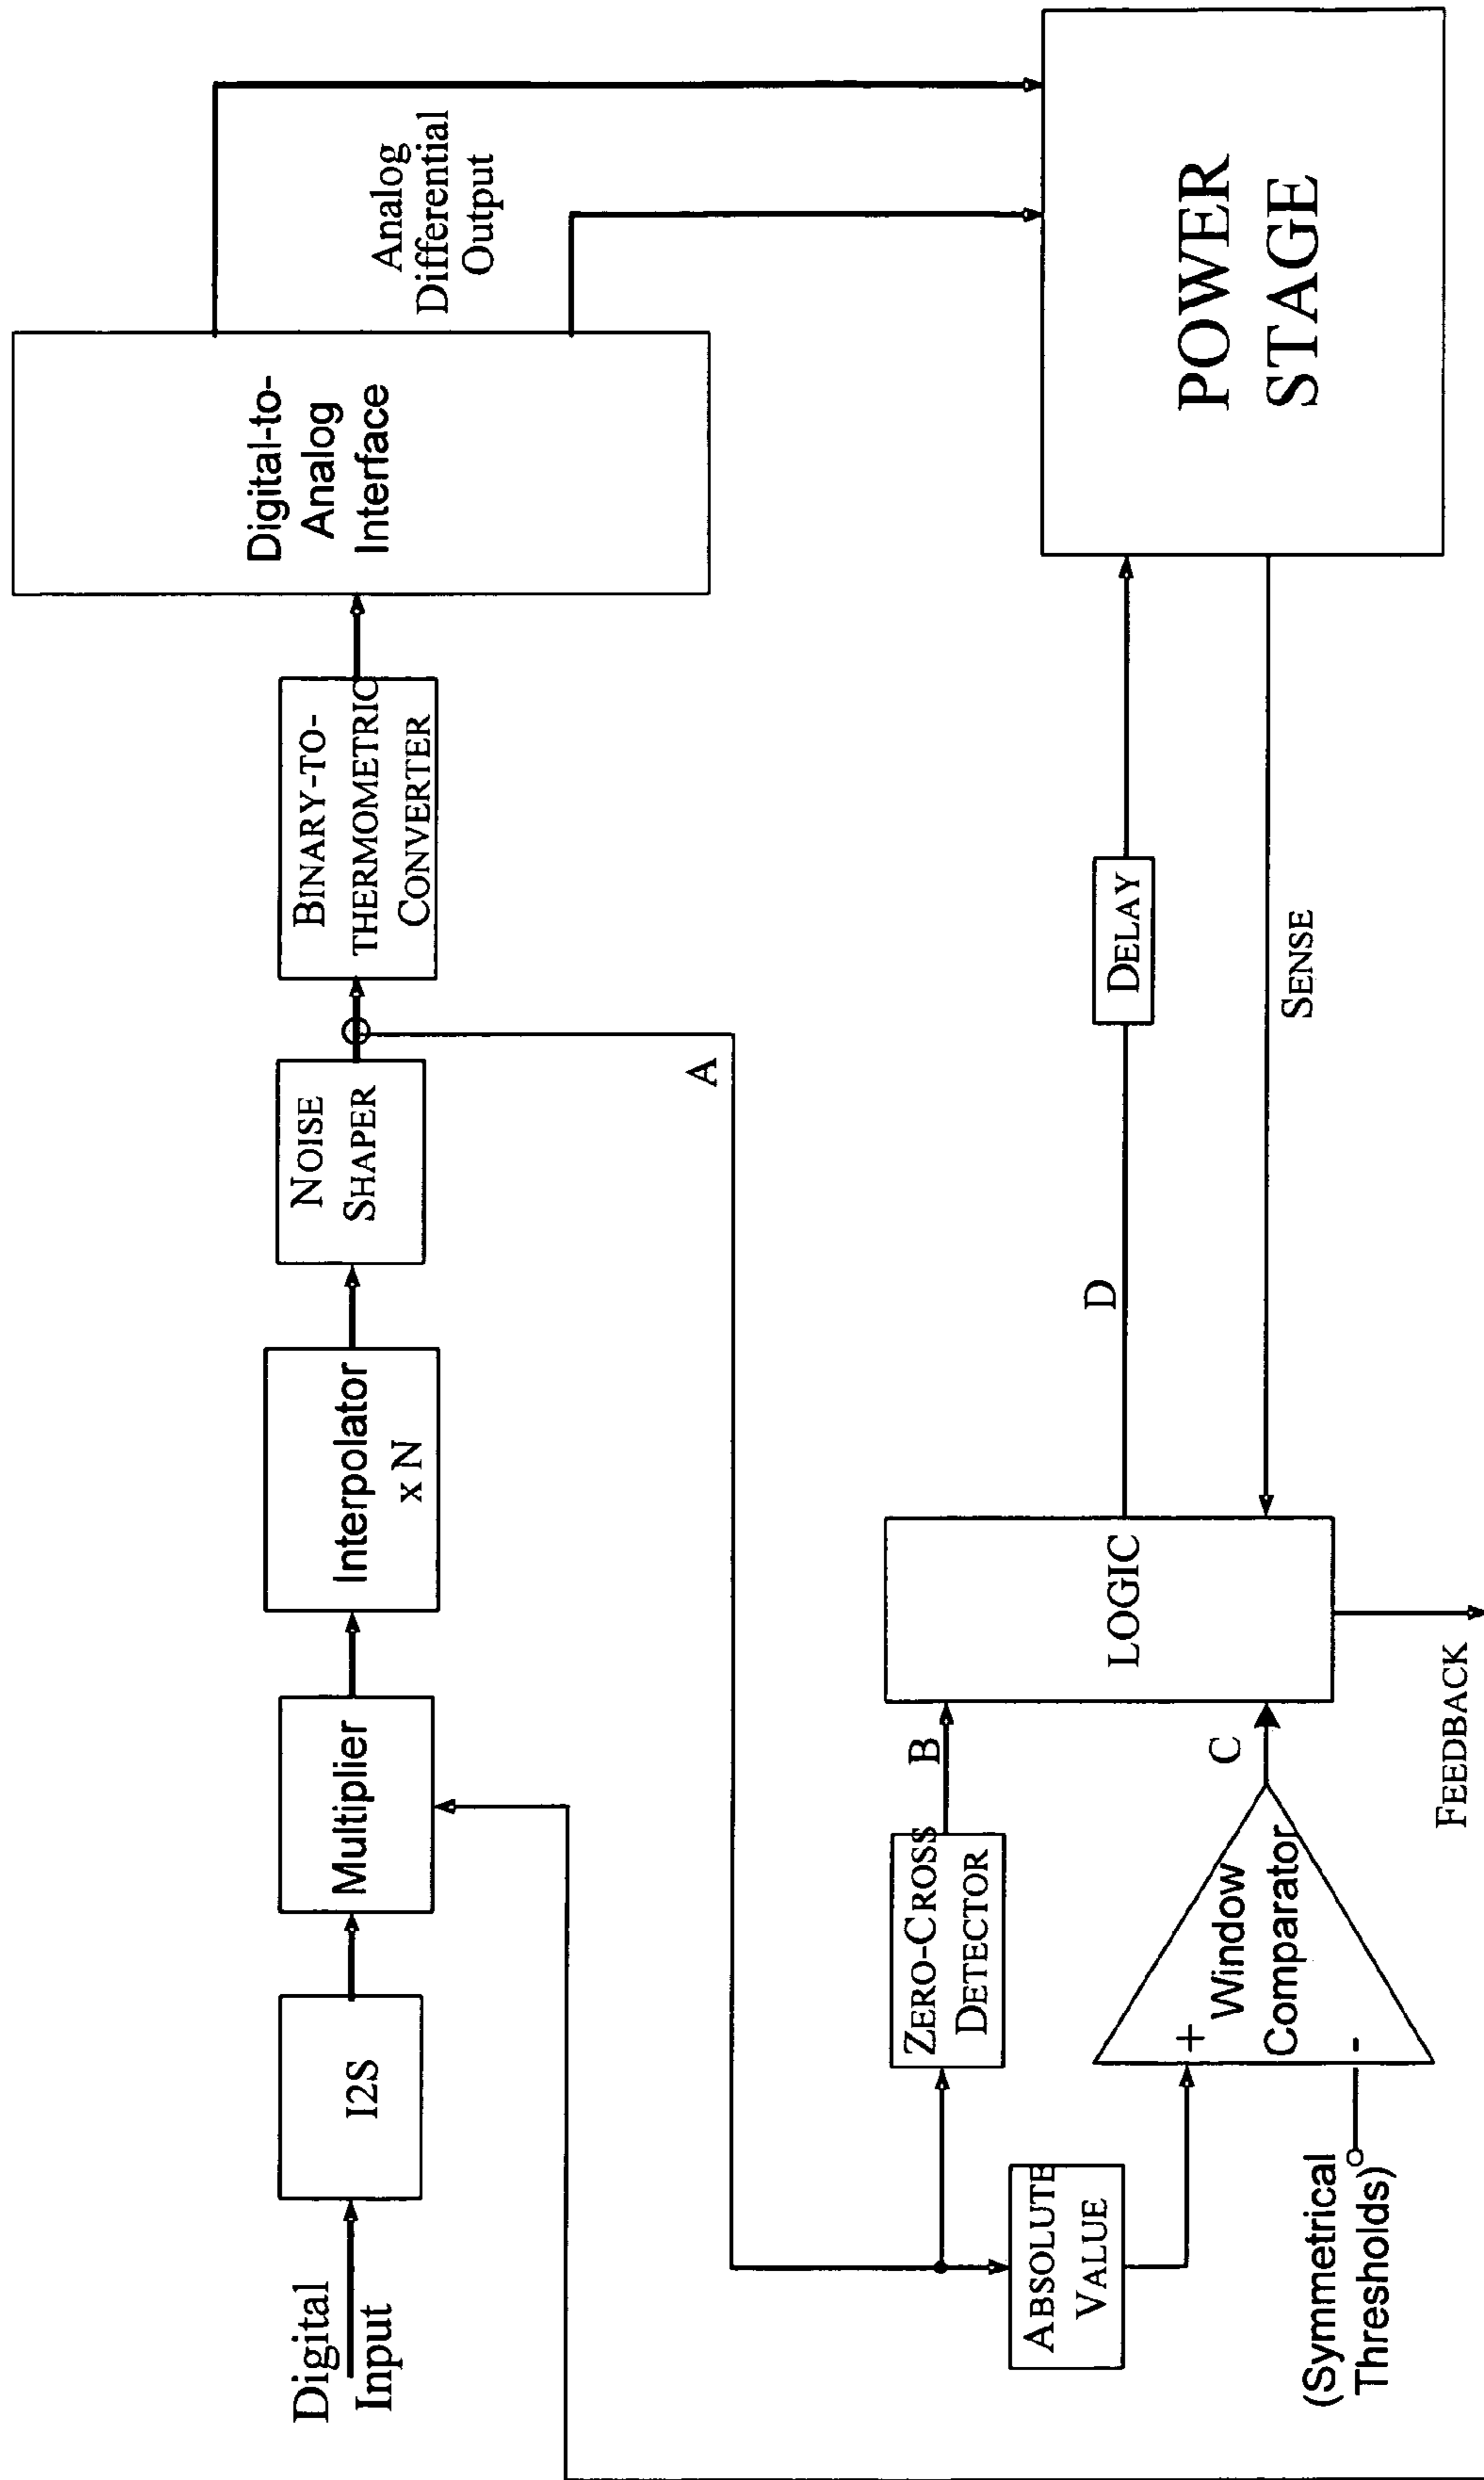 Digital
Input
I2S
Multiplier
Interpolator
x N
NOISE
SHAPER
BINARY-TO-
THERMOMETRIC
CONVERTER
Digital-to-
Analog
Interface
Analog
Differential
Output
A
ZERO-CROSS
DETECTOR
B
ABSOLUTE
VALUE
+
-
Window
Comparator
(Symmetrical
Thresholds)
C
LOGIC
D
DELAY
SENSE
FEEDBACK
POWER
STAGE